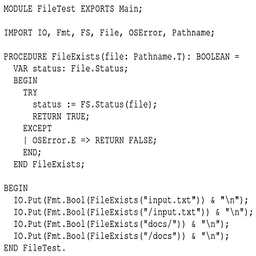 MODULE FileTest EXPORTS Main;

IMPORT IO, Fmt, FS, File, OSError, Pathname;

PROCEDURE FileExists(file: Pathname.T): BOOLEAN =
  VAR status: File.Status;
  BEGIN
    TRY
      status := FS.Status(file);
      RETURN TRUE;
    EXCEPT
    | OSError.E => RETURN FALSE;
    END;
  END FileExists;

BEGIN
  IO.Put(Fmt.Bool(FileExists("input.txt")) & "\n");
  IO.Put(Fmt.Bool(FileExists("/input.txt")) & "\n");
  IO.Put(Fmt.Bool(FileExists("docs/")) & "\n");
  IO.Put(Fmt.Bool(FileExists("/docs")) & "\n");
END FileTest.